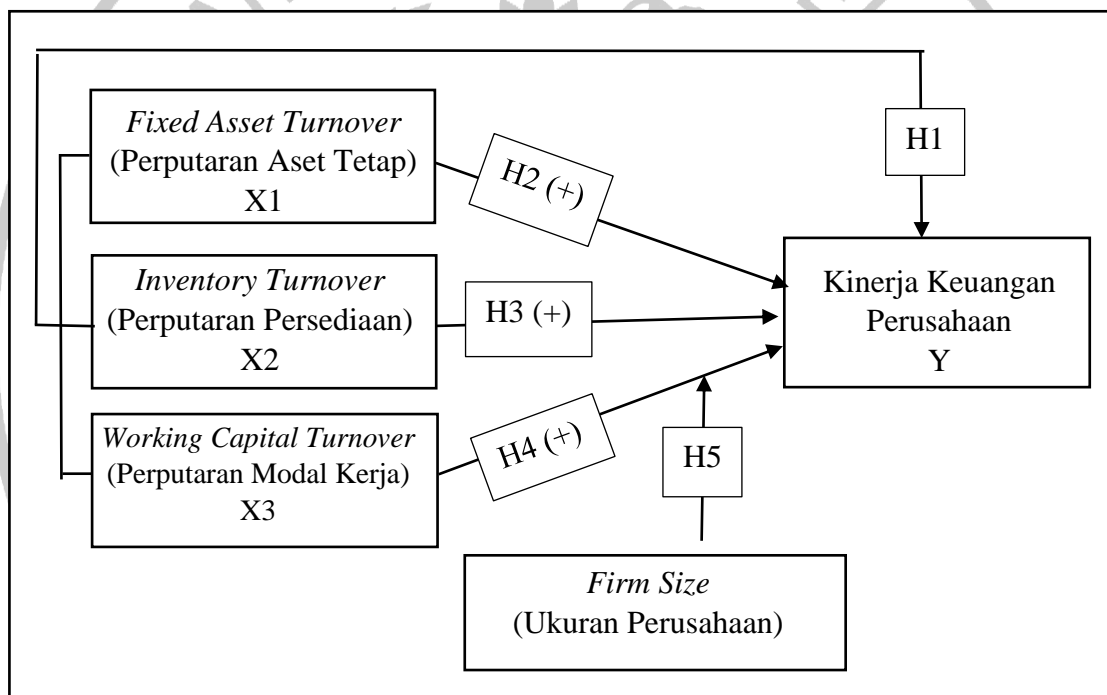 H1
Fixed Asset Turnover
(Perputaran Aset Tetap)
X1
H2 (+)
Inventory Turnover
(Perputaran Persediaan)
X2
H3 (+)
Kinerja Keuangan
Perusahaan
Y
Working Capital Turnover
(Perputaran Modal Kerja)
X3
H4 (+)
H5
Firm Size
(Ukuran Perusahaan)